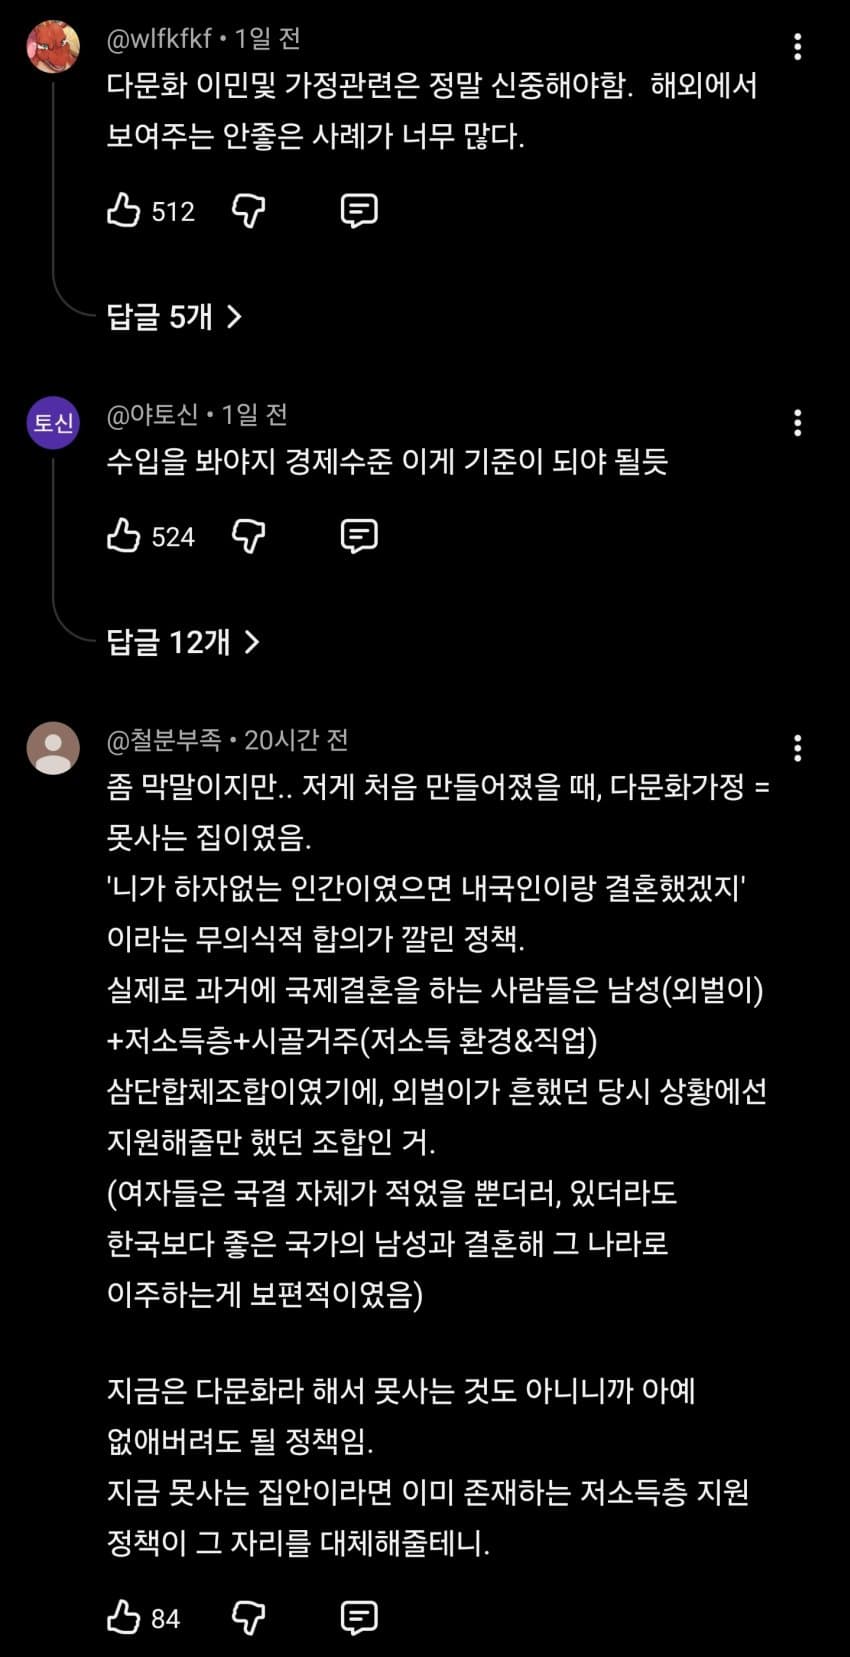 @wlfkfkf • 1일 전
다문화 이민및 가정관련은 정말 신중해야함.  해외에서
보여주는 안좋은 사례가 너무 많다.
512
답글 5개 >
토신
@야토신 • 1일 전
수입을 봐야지 경제수준 이게 기준이 되야 될듯
524
답글 12개 >
@철분부족 • 20시간 전
좀 막말이지만.. 저게 처음 만들어졌을 때, 다문화가정 =
못사는 집이였음.
'니가 하자없는 인간이였으면 내국인이랑 결혼했겠지'
이라는 무의식적 합의가 깔린 정책.
실제로 과거에 국제결혼을 하는 사람들은 남성(외벌이)
+저소득층+시골거주(저소득 환경&직업)
삼단합체조합이였기에, 외벌이가 흔했던 당시 상황에선
지원해줄만 했던 조합인 거.
(여자들은 국결 자체가 적었을 뿐더러, 있더라도
한국보다 좋은 국가의 남성과 결혼해 그 나라로
이주하는게 보편적이였음)
지금은 다문화라 해서 못사는 것도 아니니까 아예
없애버려도 될 정책임.
지금 못사는 집안이라면 이미 존재하는 저소득층 지원
정책이 그 자리를 대체해줄테니.
84